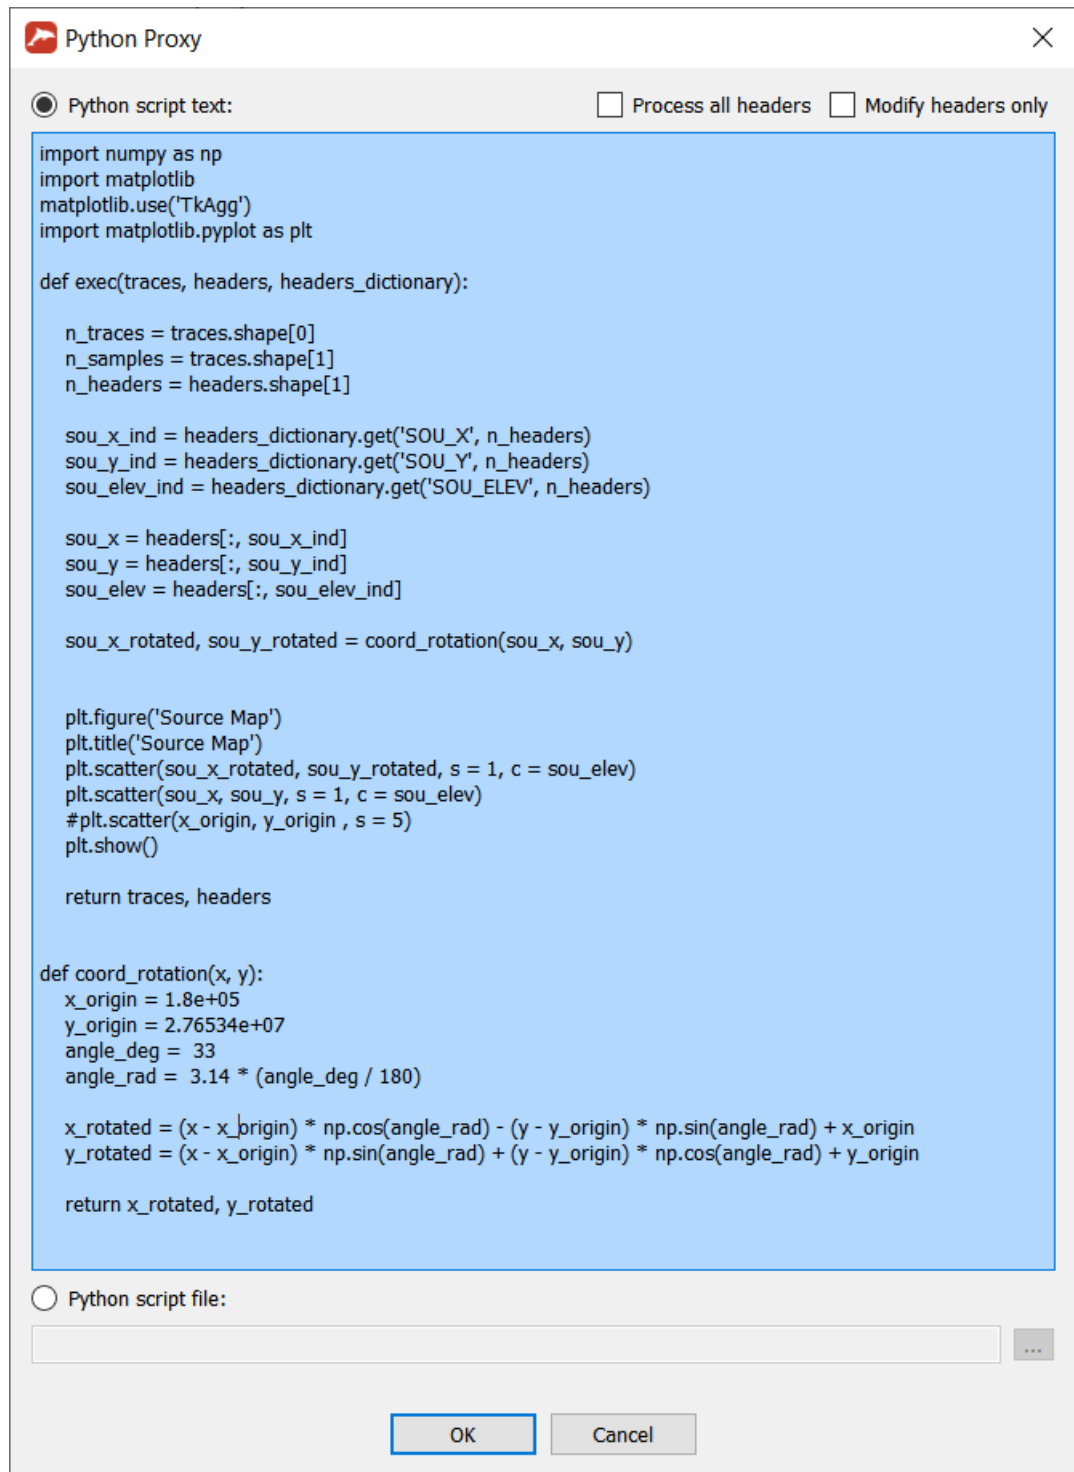 Python Proxy
Python script text:
Process all headers
Modify headers only
import numpy as np
import matplotlib
matplotlib.use('TkAgg')
import matplotlib.pyplot as plt
def exec(traces, headers, headers_dictionary):
n_traces = traces.shape[0]
n_samples = traces.shape[1]
n_headers = headers.shape[1]
sou_x_ind = headers_dictionary.get('SOU_X', n_headers)
sou_y_ind = headers_dictionary.get('SOU_Y', n_headers)
sou_elev_ind = headers_dictionary.get('SOU_ELEV', n_headers)
sou_x = headers[:, sou_x_ind]
sou_y = headers[:, sou_y_ind]
sou_elev = headers[:, sou_elev_ind]
sou_x_rotated, sou_y_rotated = coord_rotation(sou_x, sou_y)
plt.figure('Source Map')
plt.title('Source Map')
plt.scatter(sou_x_rotated, sou_y_rotated, s = 1, c = sou_elev)
plt.scatter(sou_x, sou_y, s = 1, c = sou_elev)
#plt.scatter(x_origin, y_origin , s = 5)
plt.show()
return traces, headers
def coord_rotation(x, y):
x_origin = 1.8e+05
y_origin = 2.76534e+07
angle_deg =  33
angle_rad =  3.14 * (angle_deg / 180)
x_rotated = (x - x_origin) * np.cos(angle_rad) - (y - y_origin) * np.sin(angle_rad) + x_origin
y_rotated = (x - x_origin) * np.sin(angle_rad) + (y - y_origin) * np.cos(angle_rad) + y_origin
return x_rotated, y_rotated
Python script file:
...
OK
Cancel